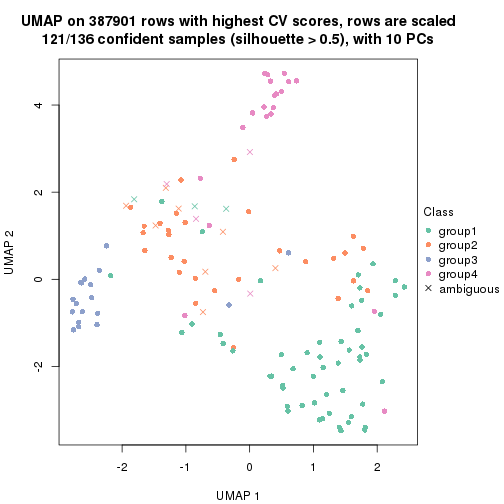 UMAP on 387901 rows with highest CV scores, rows are scaled
121/136 confident samples (silhouette > 0.5), with 10 PCs
4
2
0
-2
UMAP 2
-2
-1
0
1
2
UMAP 1
Class
group1
group2
group3
group4
ambiguous